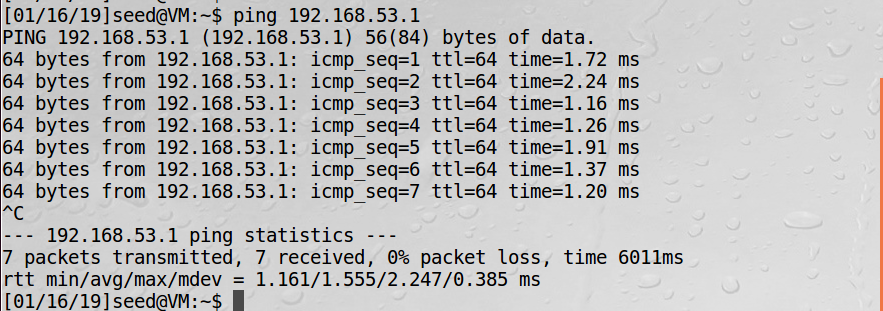 [01/16/19]seed@VM:~$ ping 192.168.53.1
PING 192.168.53.1 (192.168.53.1) 56(84) bytes of data.
64 bytes from 192.168.53.1: icmp_seq=1 ttl=64 time=1.72 ms
64 bytes from 192.168.53.1: icmp_seq=2 ttl=64 time=2.24 ms
64 bytes from 192.168.53.1: icmp_seq=3 ttl=64 time=1.16 ms
64 bytes from 192.168.53.1: icmp_seq=4 ttl=64 time=1.26 ms
64 bytes from 192.168.53.1: icmp_seq=5 ttl=64 time=1.91 ms
64 bytes from 192.168.53.1: icmp_seq=6 ttl=64 time=1.37 ms
64 bytes from 192.168.53.1: icmp_seq=7 ttl=64 time=1.20 ms
^C
--- 192.168.53.1 ping statistics ---
7 packets transmitted, 7 received, 0% packet loss, time 6011ms
rtt min/avg/max/mdev = 1.161/1.555/2.247/0.385 ms
[01/16/19]seed@VM:~$